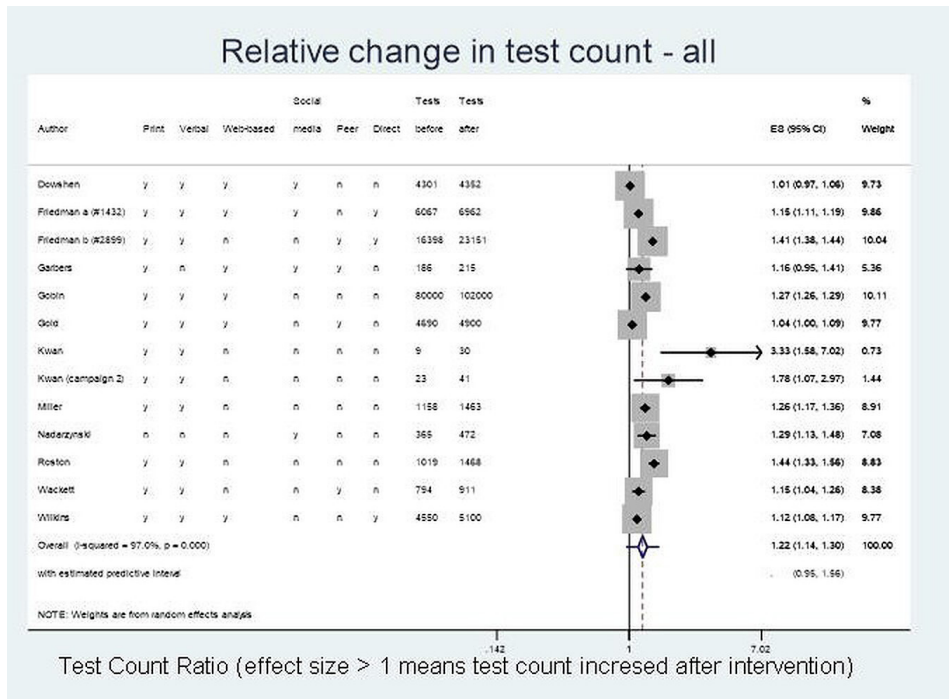 Relative change in test count - all
Social Tests Tests %
Author Print Verbal Web-based media Peer Direct before after ES (95% CI) Weight
Dowshen y y y y n n 4301 4352 1.01 (0.97, 1.06) 9.73
Friedman a (#1432) y y y y n y 6067 6962 1.15 (1.11, 1.19) 9.86
Friedman b (#2899) y y n n y y 16398 23151 1.41 (1.38, 1.44) 10.04
Garbers y n y y y n 186 215 1.16 (0.95, 1.41) 5.36
Gobin y y y n n n 80000 102000 1.27 (1.26, 1.29) 10.11
Gold y y y n y n 4690 4900 1.04 (1.00, 1.09) 9.77
Kwan y y n n n n 9 30 3.33 (1.58, 7.02) 0.73
Kwan (campaign 2) y y n n n n 23 41 1.78 (1.07, 2.97) 1.44
Miller y y n n n n 1158 1463 1.26 (1.17, 1.36) 8.91
Nadarzynski n n n y n n 365 472 1.29 (1.13, 1.48) 7.08
Roston y y n n n n 1019 1468 1.44 (1.33, 1.56) 8.83
Wackett y y n n y n 794 911 1.15 (1.04, 1.26) 8.38
Wilkins y y y n n y 4550 5100 1.12 (1.08, 1.17) 9.77
Overall (I-squared = 97.0%, p = 0.000) 1.22 (1.14, 1.30) 100.00
with estimated predictive interval . (0.95, 1.56)
NOTE: Weights are from random effects analysis
.142 1 7.02
Test Count Ratio (effect size > 1 means test count incresed after intervention)